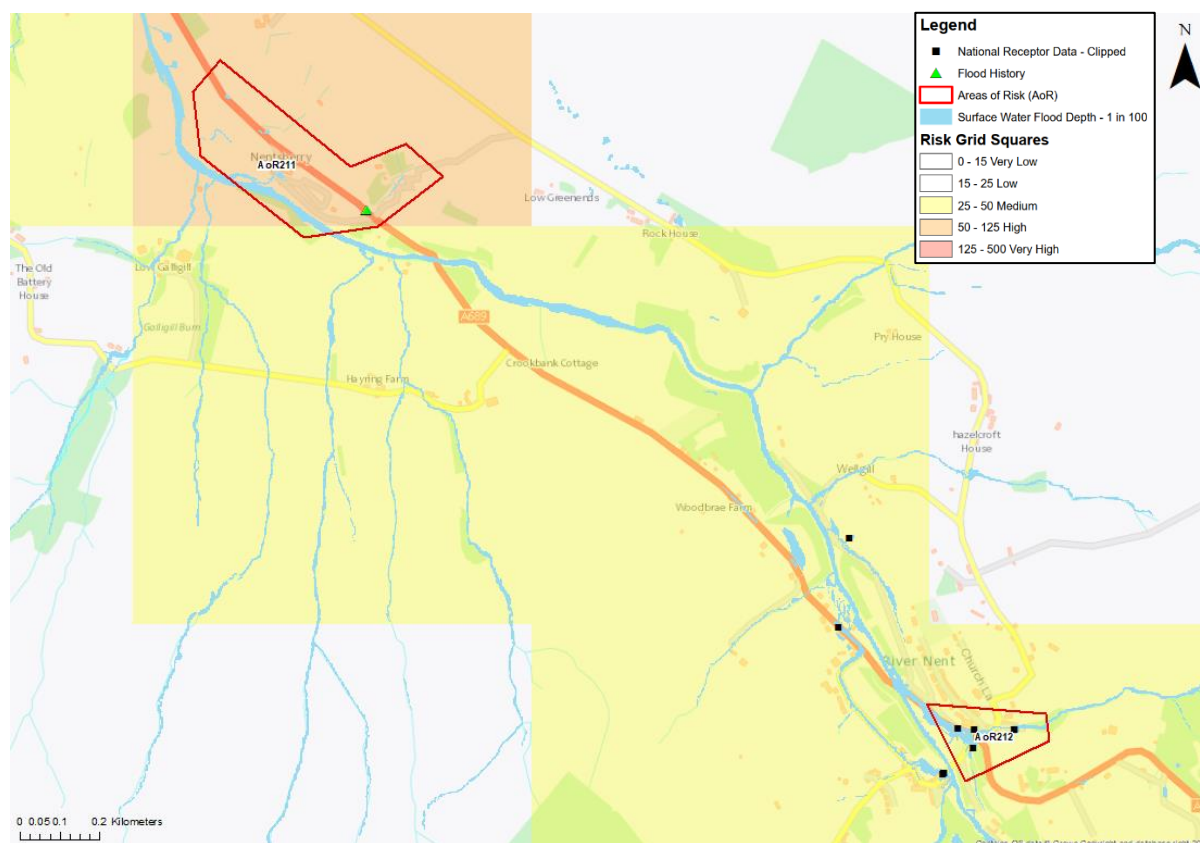 Legend
National Receptor Data - Clipped
Flood History
Areas of Risk (AoR)
Surface Water Flood Depth - 1 in 100
Risk Grid Squares
0 - 15 Very Low
15 - 25 Low
25 - 50 Medium
50 - 125 High
125 - 500 Very High
N
Nentsberry
AoR211
Low Greenends
Rock House
The Old
Battery
House
Low Galligill
Galligill Burn
A689
Pry House
Crookbank Cottage
Hayring Farm
hazelcroft
House
Wellgill
Woodbrae Farm
River Nent
Church La
AoR212
0 0.05 0.1 0.2 Kilometers